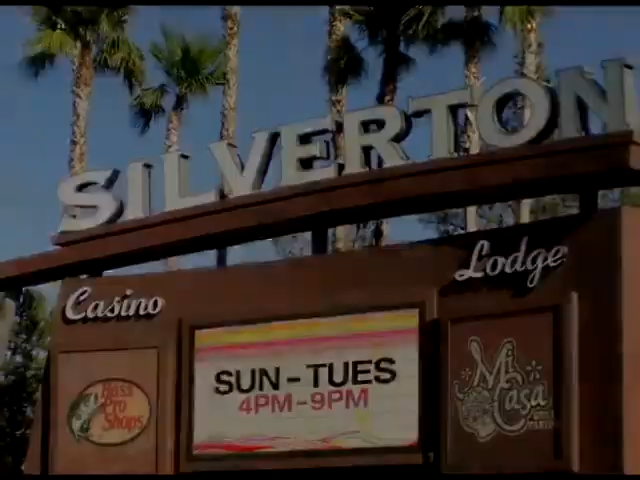 SILVERTON
Casino
Lodge
Bass
Pro
Shops
SUN-TUES
4PM-9PM
Mi
Casa